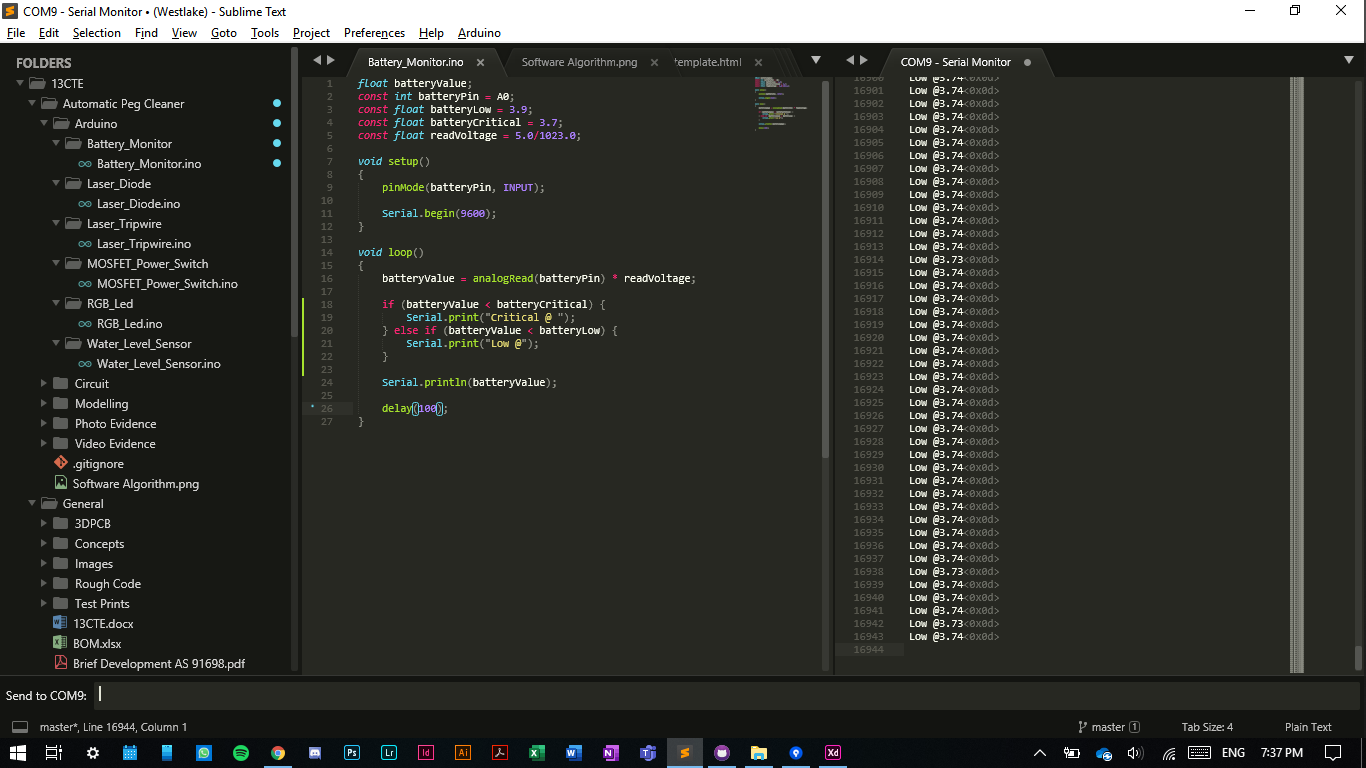 COM9 - Serial Monitor • (Westlake) - Sublime Text
File Edit Selection Find View Goto Tools Project Preferences Help Arduino
FOLDERS
13CTE
Automatic Peg Cleaner
Arduino
Battery_Monitor
Battery_Monitor.ino
Laser_Diode
Laser_Diode.ino
Laser_Tripwire
Laser_Tripwire.ino
MOSFET_Power_Switch
MOSFET_Power_Switch.ino
RGB_Led
RGB_Led.ino
Water_Level_Sensor
Water_Level_Sensor.ino
Circuit
Modelling
Photo Evidence
Video Evidence
.gitignore
Software Algorithm.png
General
3DPCB
Concepts
Images
Rough Code
Test Prints
13CTE.docx
BOM.xlsx
Brief Development AS 91698.pdf
Battery_Monitor.ino × Software Algorithm.png × template.html ×
1 float batteryValue;
2 const int batteryPin = A0;
3 const float batteryLow = 3.9;
4 const float batteryCritical = 3.7;
5 const float readVoltage = 5.0/1023.0;
6
7 void setup()
8 {
9 pinMode(batteryPin, INPUT);
10
11 Serial.begin(9600);
12 }
13
14 void loop()
15 {
16 batteryValue = analogRead(batteryPin) * readVoltage;
17
18 if (batteryValue < batteryCritical) {
19 Serial.print("Critical @ ");
20 } else if (batteryValue < batteryLow) {
21 Serial.print("Low @");
22 }
23
24 Serial.println(batteryValue);
25
26 delay(100);
27 }
COM9 - Serial Monitor
16900 Low @3.74<0x0d>
16901 Low @3.74<0x0d>
16902 Low @3.74<0x0d>
16903 Low @3.74<0x0d>
16904 Low @3.74<0x0d>
16905 Low @3.74<0x0d>
16906 Low @3.74<0x0d>
16907 Low @3.74<0x0d>
16908 Low @3.74<0x0d>
16909 Low @3.74<0x0d>
16910 Low @3.74<0x0d>
16911 Low @3.74<0x0d>
16912 Low @3.74<0x0d>
16913 Low @3.74<0x0d>
16914 Low @3.73<0x0d>
16915 Low @3.74<0x0d>
16916 Low @3.74<0x0d>
16917 Low @3.74<0x0d>
16918 Low @3.74<0x0d>
16919 Low @3.74<0x0d>
16920 Low @3.74<0x0d>
16921 Low @3.74<0x0d>
16922 Low @3.74<0x0d>
16923 Low @3.74<0x0d>
16924 Low @3.74<0x0d>
16925 Low @3.74<0x0d>
16926 Low @3.74<0x0d>
16927 Low @3.74<0x0d>
16928 Low @3.74<0x0d>
16929 Low @3.74<0x0d>
16930 Low @3.74<0x0d>
16931 Low @3.74<0x0d>
16932 Low @3.74<0x0d>
16933 Low @3.74<0x0d>
16934 Low @3.74<0x0d>
16935 Low @3.74<0x0d>
16936 Low @3.74<0x0d>
16937 Low @3.74<0x0d>
16938 Low @3.73<0x0d>
16939 Low @3.74<0x0d>
16940 Low @3.74<0x0d>
16941 Low @3.74<0x0d>
16942 Low @3.73<0x0d>
16943 Low @3.74<0x0d>
16944
Send to COM9:
master*, Line 16944, Column 1
master 1 Tab Size: 4 Plain Text
Ps Lr Id Ai Xd
ENG 7:37 PM